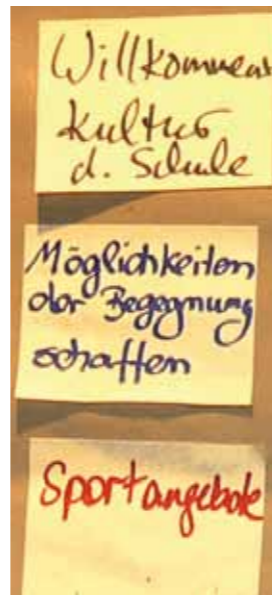 Willkommens
Kultur
d. Schule
Möglichkeiten
der Begegnung
schaffen
Sportangebote